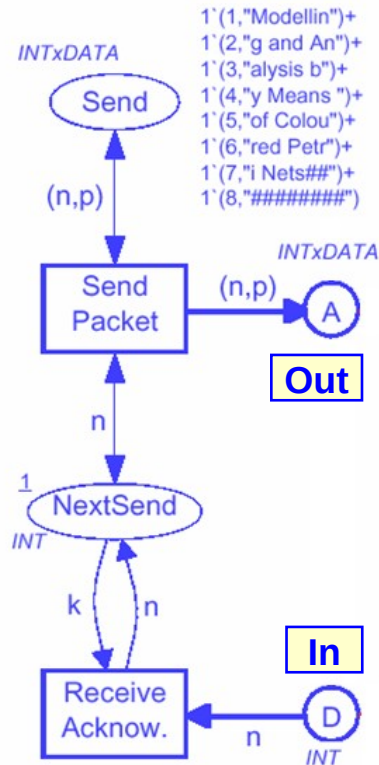 INTxDATA
Send
1`(1,"Modellin")+
1`(2,"g and An")+
1`(3,"alysis b")+
1`(4,"y Means ")+
1`(5,"of Colou")+
1`(6,"red Petr")+
1`(7,"i Nets##")+
1`(8,"########")
(n,p)
INTxDATA
Send
Packet
(n,p)
A
Out
n
1
NextSend
INT
k
n
In
Receive
Acknow.
n
D
INT